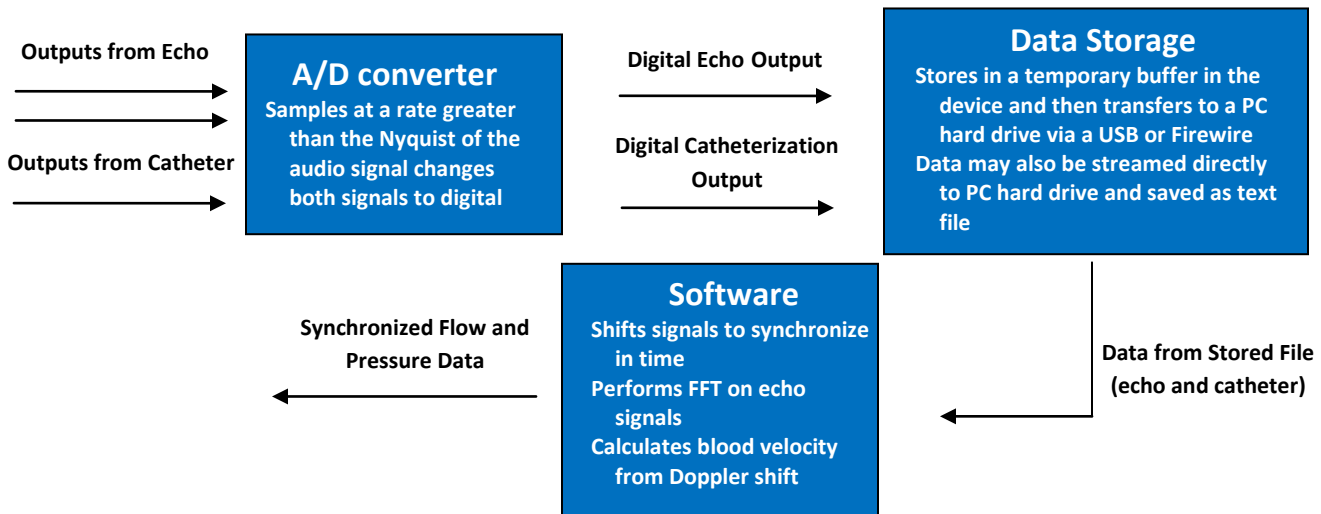 Outputs from Echo
Outputs from Catheter
A/D converter
Samples at a rate greater
than the Nyquist of the
audio signal changes
both signals to digital
Digital Echo Output
Digital Catheterization
Output
Data Storage
Stores in a temporary buffer in the
device and then transfers to a PC
hard drive via a USB or Firewire
Data may also be streamed directly
to PC hard drive and saved as text
file
Data from Stored File
(echo and catheter)
Software
Shifts signals to synchronize
in time
Performs FFT on echo
signals
Calculates blood velocity
from Doppler shift
Synchronized Flow and
Pressure Data